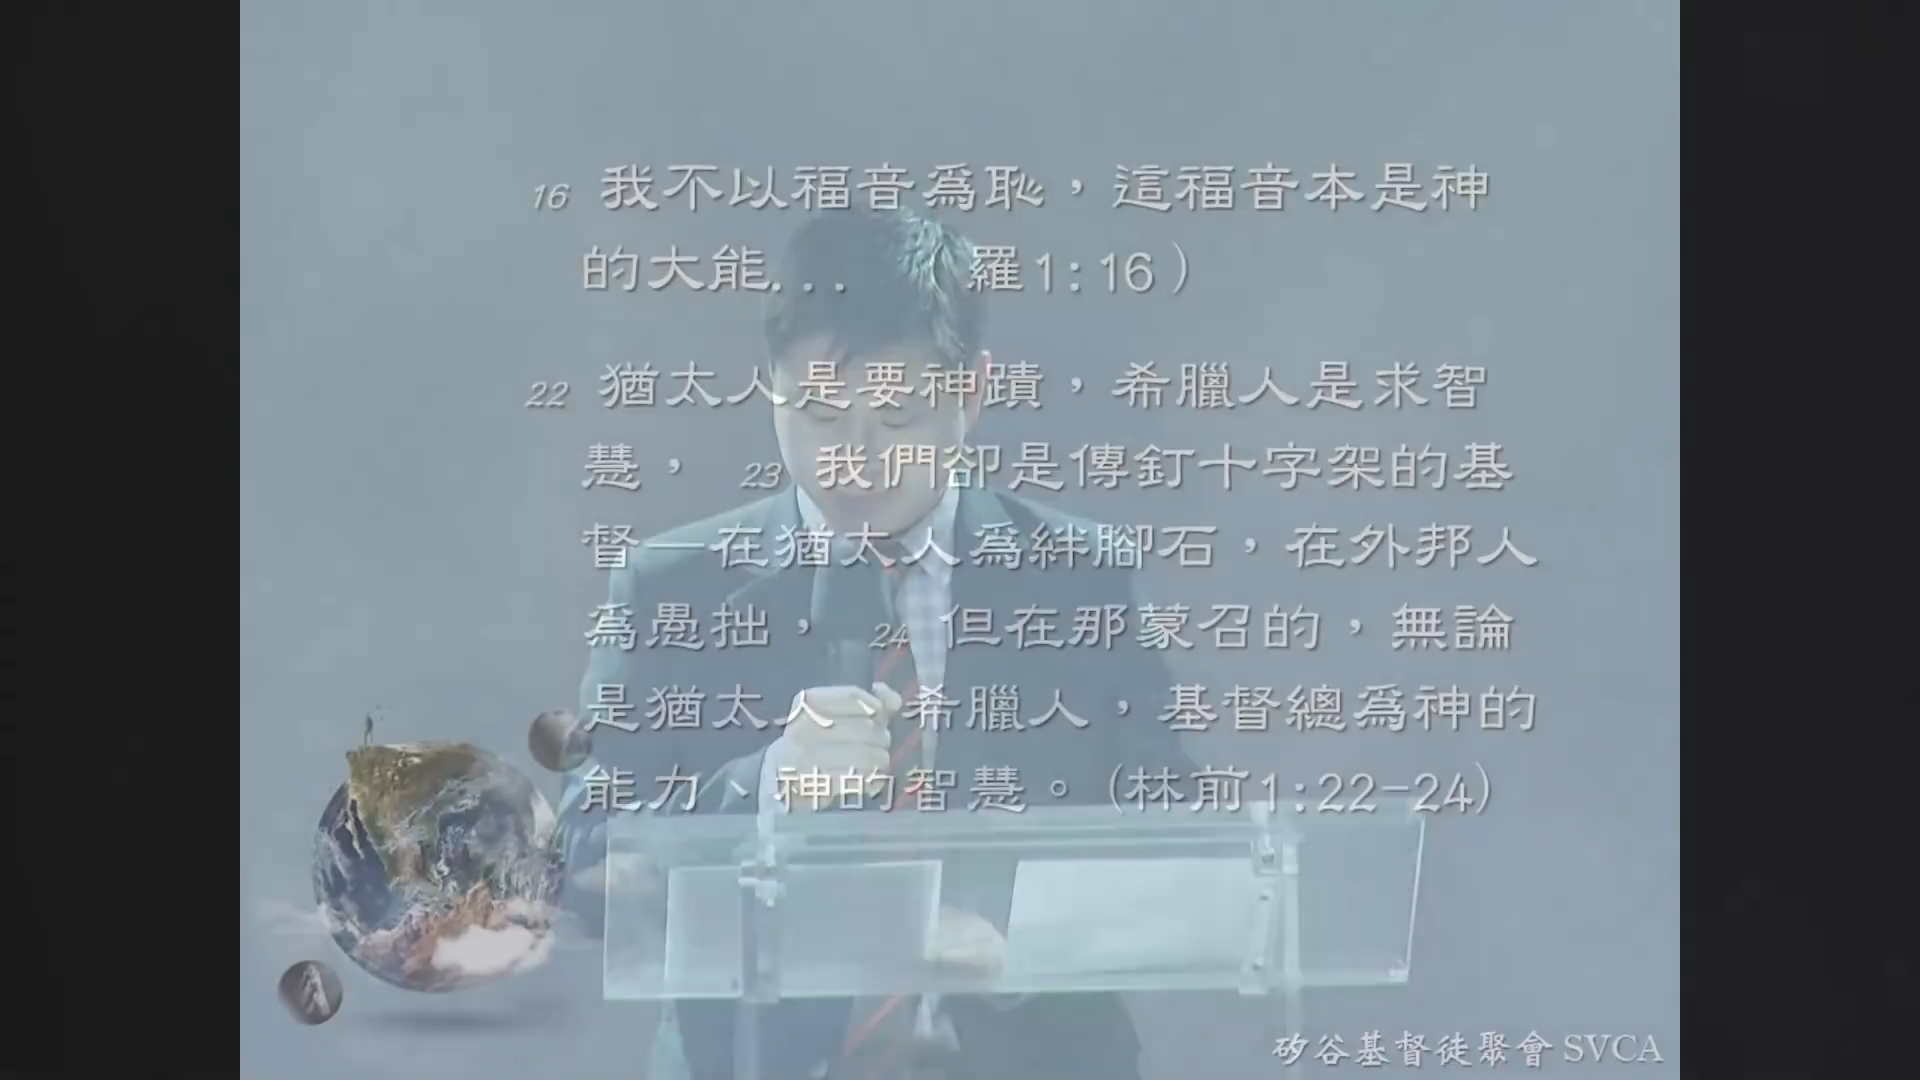 16 我不以福音爲恥，這福音本是神
的大能... 羅1:16）
22 猶太人是要神蹟，希臘人是求智
慧， 23 我們卻是傳釘十字架的基
督—在猶太人爲絆腳石，在外邦人
爲愚拙， 24 但在那蒙召的，無論
是猶太人、希臘人，基督總爲神的
能力、神的智慧。(林前1:22-24)
矽谷基督徒聚會 SVCA